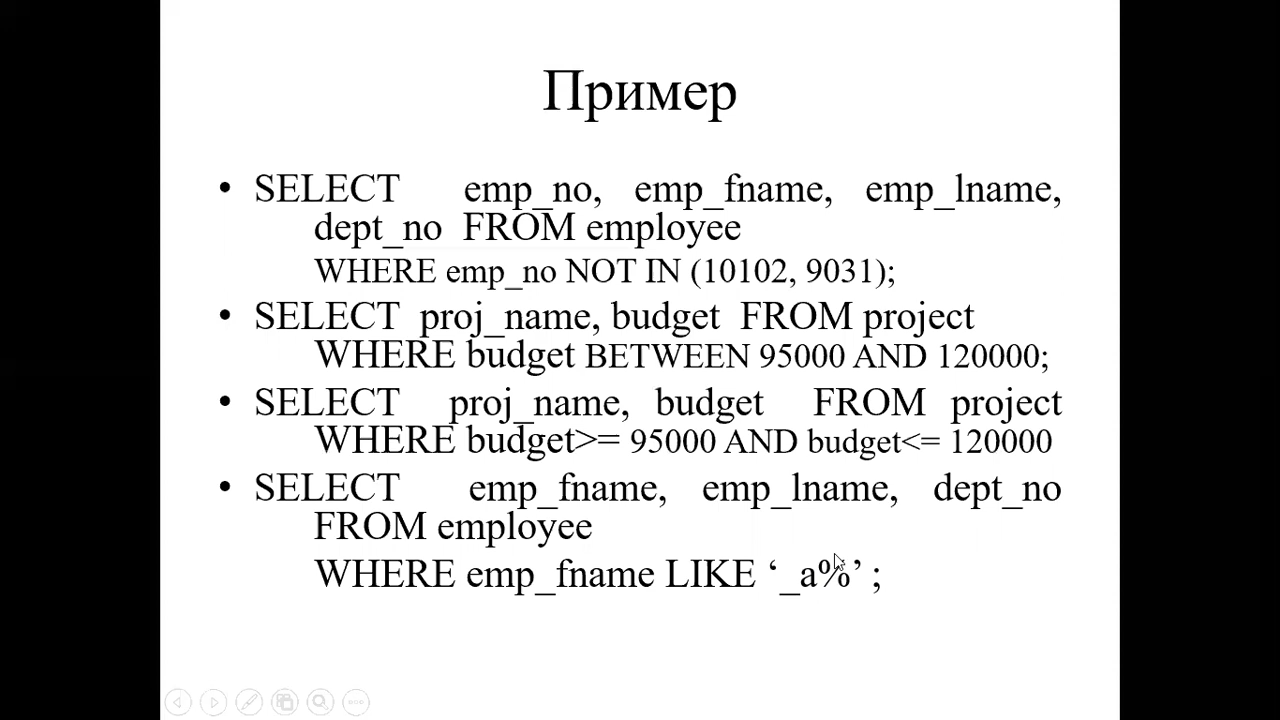 Пример
• SELECT emp_no, emp_fname, emp_lname,
dept_no FROM employee
WHERE emp_no NOT IN (10102, 9031);
• SELECT proj_name, budget FROM project
WHERE budget BETWEEN 95000 AND 120000;
• SELECT proj_name, budget FROM project
WHERE budget>= 95000 AND budget<= 120000
• SELECT emp_fname, emp_lname, dept_no
FROM employee
WHERE emp_fname LIKE ‘_a%’ ;